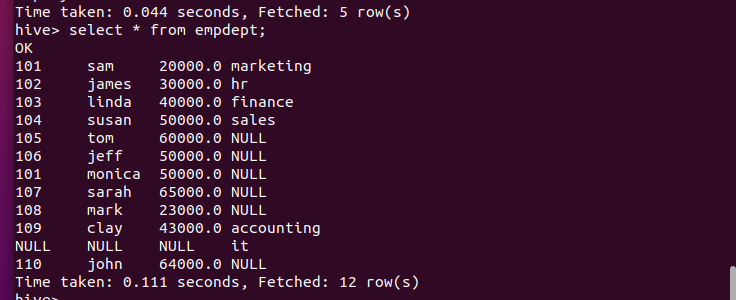 Time taken: 0.044 seconds, Fetched: 5 row(s)
hive> select * from empdept;
OK
101 sam 20000.0 marketing
102 james 30000.0 hr
103 linda 40000.0 finance
104 susan 50000.0 sales
105 tom 60000.0 NULL
106 jeff 50000.0 NULL
101 monica 50000.0 NULL
107 sarah 65000.0 NULL
108 mark 23000.0 NULL
109 clay 43000.0 accounting
NULL NULL NULL it
110 john 64000.0 NULL
Time taken: 0.111 seconds, Fetched: 12 row(s)
hive>